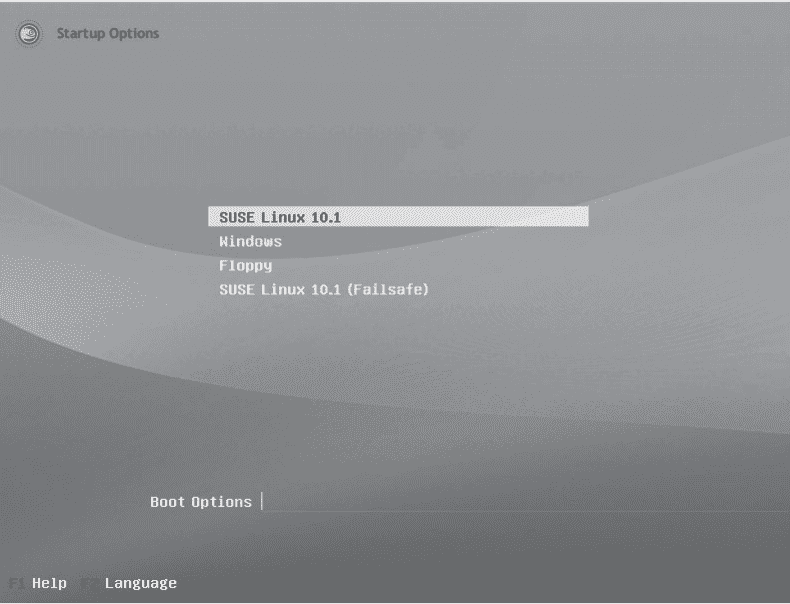 Startup Options
SUSE Linux 10.1
Windows
Floppy
SUSE Linux 10.1 (Failsafe)
Boot Options
F1 Help F2 Language